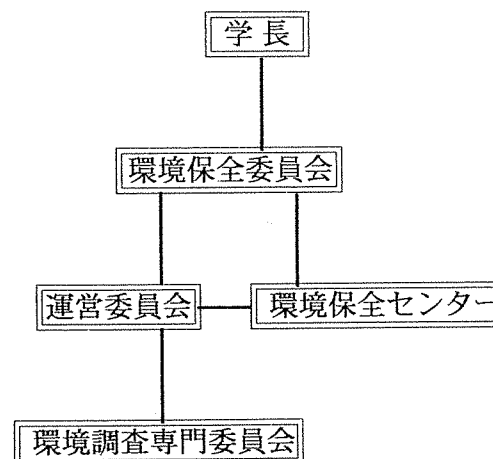 学長
環境保全委員会
運営委員会
環境保全センター
環境調査専門委員会